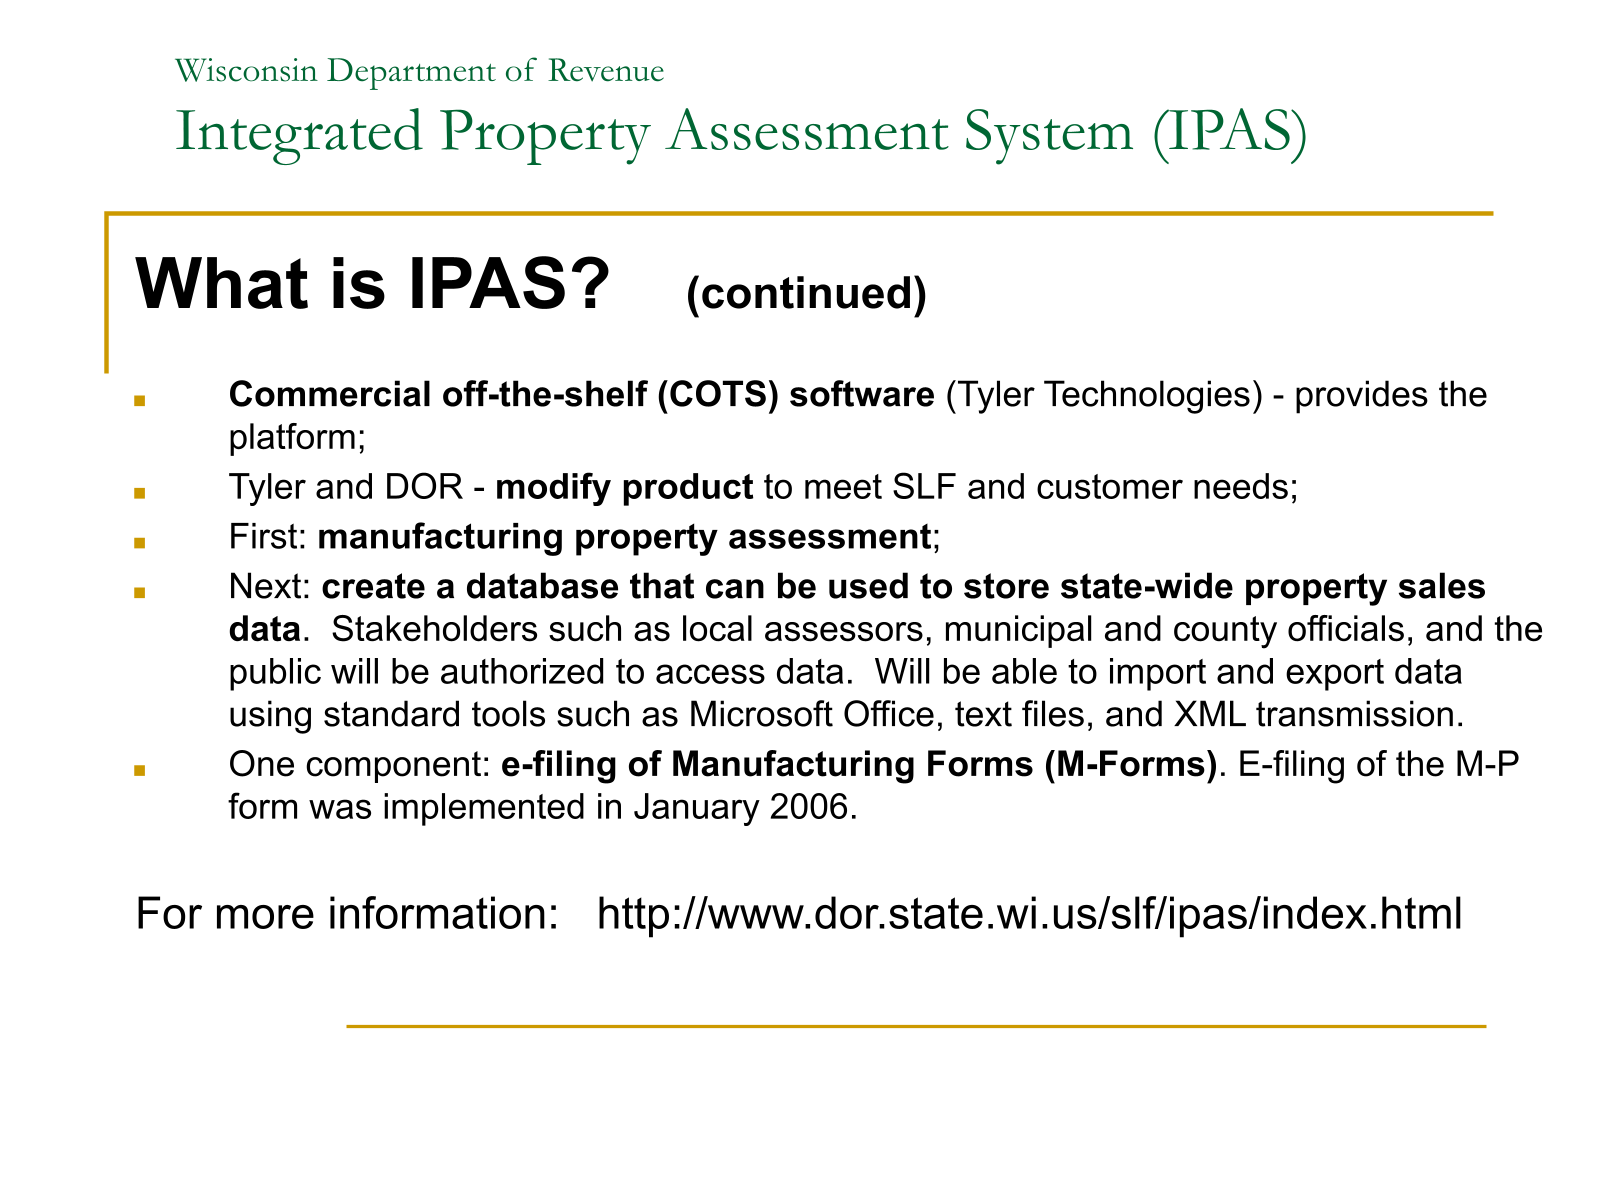 Wisconsin Department of Revenue
Integrated Property Assessment System (IPAS)
What is IPAS? (continued)
Commercial off-the-shelf (COTS) software (Tyler Technologies) - provides the
platform;
Tyler and DOR - modify product to meet SLF and customer needs;
First: manufacturing property assessment;
Next: create a database that can be used to store state-wide property sales
data.  Stakeholders such as local assessors, municipal and county officials, and the
public will be authorized to access data.  Will be able to import and export data
using standard tools such as Microsoft Office, text files, and XML transmission.
One component: e-filing of Manufacturing Forms (M-Forms). E-filing of the M-P
form was implemented in January 2006.
For more information: http://www.dor.state.wi.us/slf/ipas/index.html